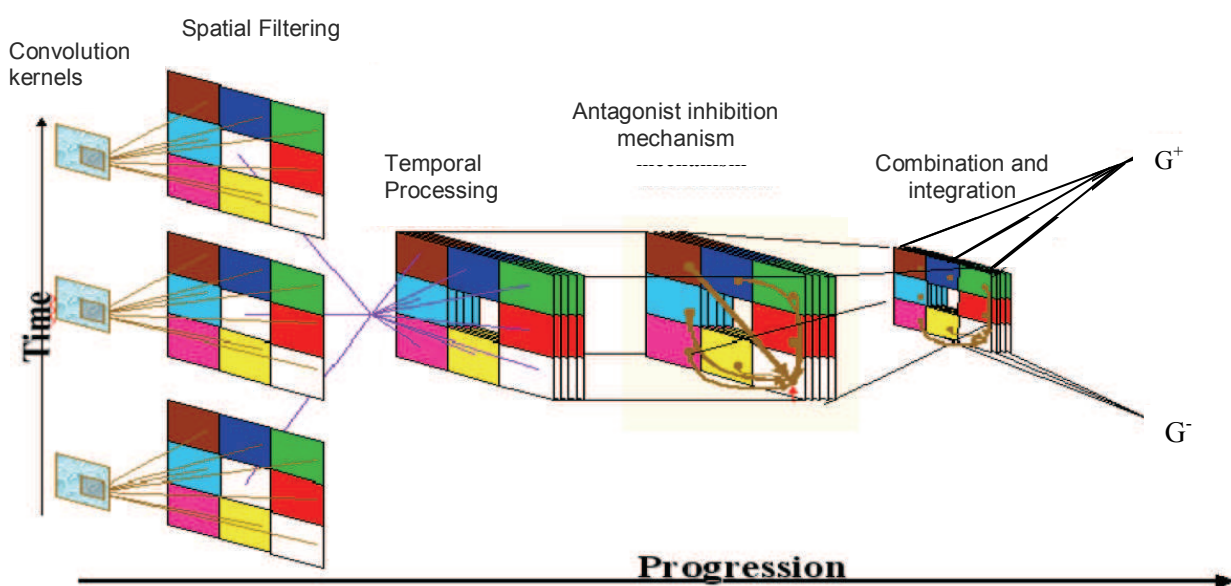 Spatial Filtering
Convolution
kernels
Antagonist inhibition
mechanism
Temporal
Processing
Combination and
integration
G+
G-
Time
Progression